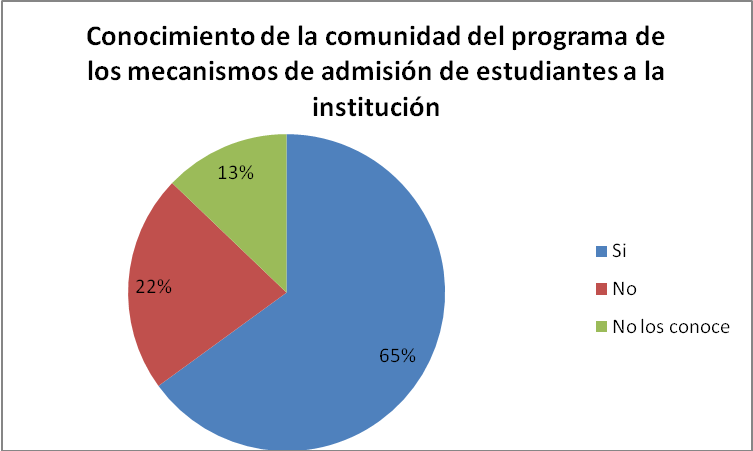 Conocimiento de la comunidad del programa de
los mecanismos de admisión de estudiantes a la
institución
13%
22%
65%
Si
No
No los conoce